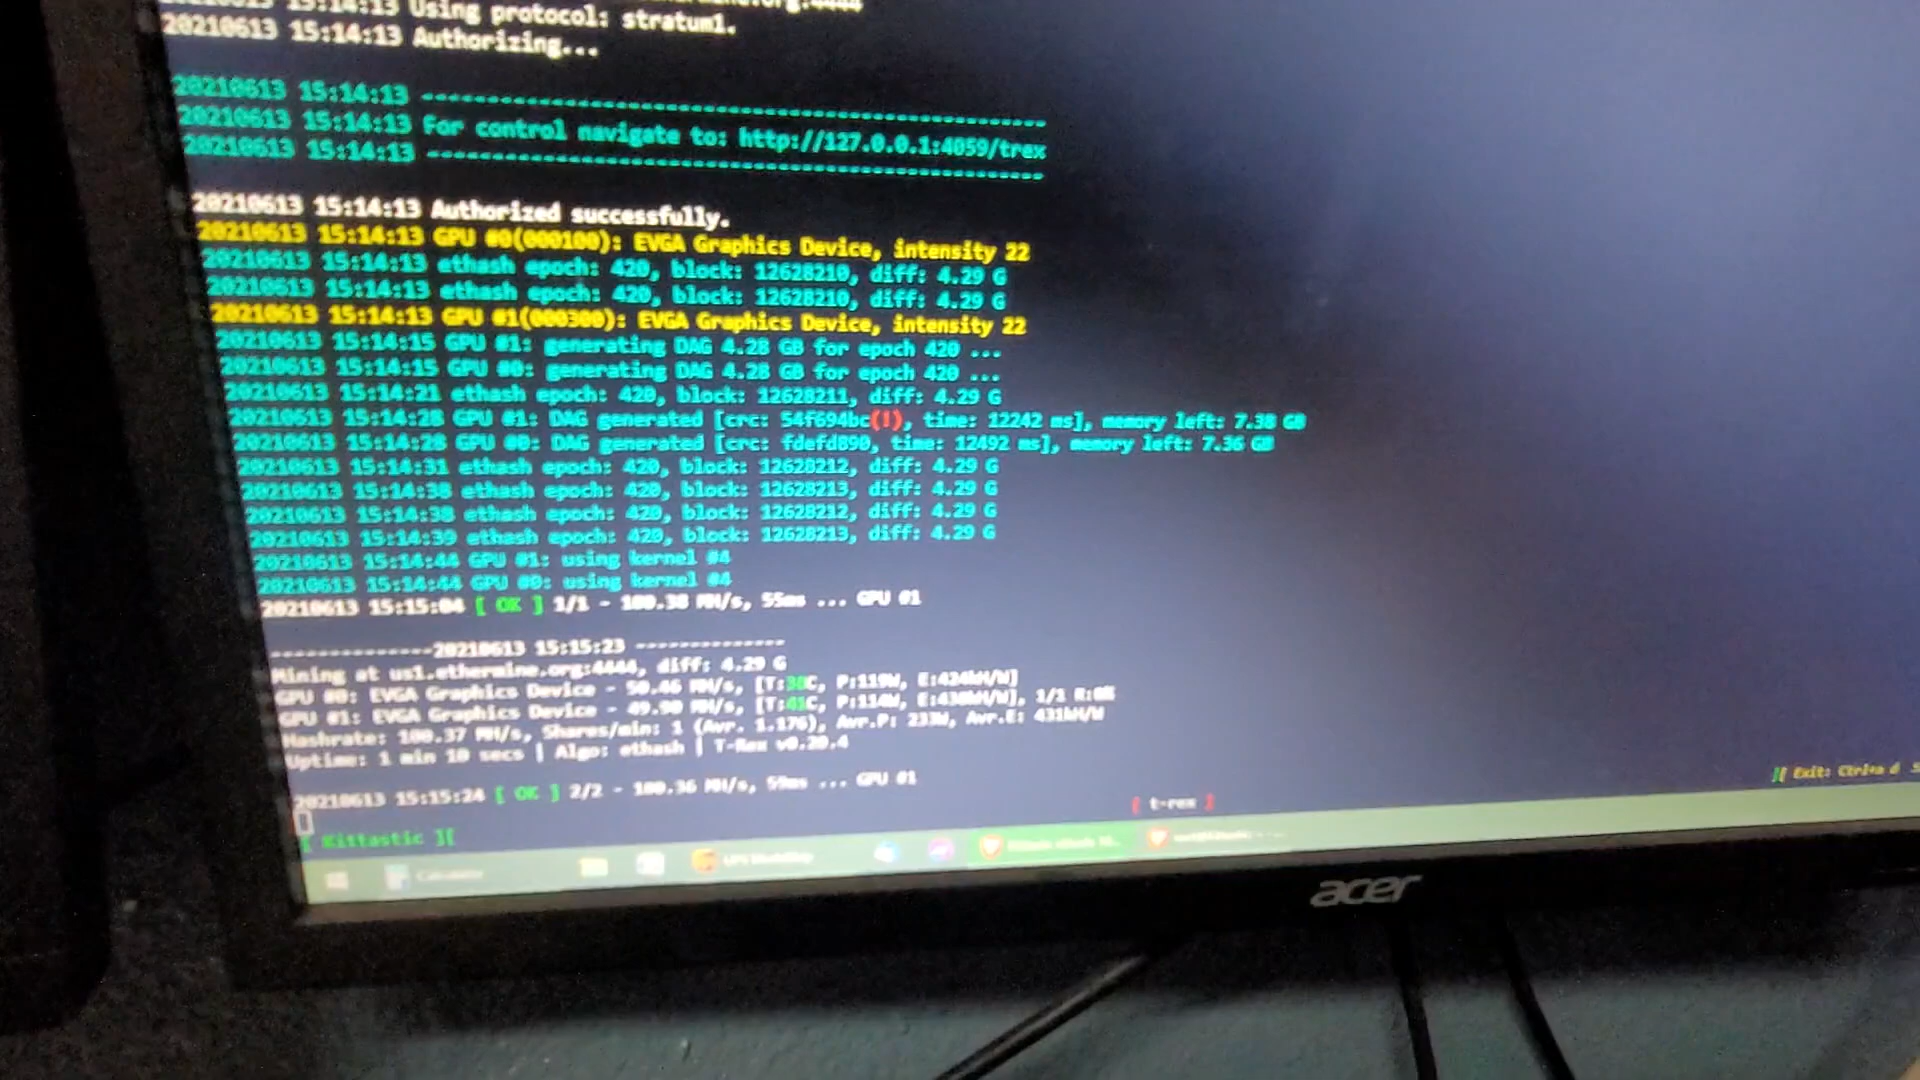 20210613 15:14:13 Using protocol: stratum1.
20210613 15:14:13 Authorizing...
20210613 15:14:13 ----------------------------------------------------
20210613 15:14:13 For control navigate to: http://127.0.0.1:4059/trex
20210613 15:14:13 ----------------------------------------------------
20210613 15:14:13 Authorized successfully.
20210613 15:14:13 GPU #0(000100): EVGA Graphics Device, intensity 22
20210613 15:14:13 ethash epoch: 420, block: 12628210, diff: 4.29 G
20210613 15:14:13 ethash epoch: 420, block: 12628210, diff: 4.29 G
20210613 15:14:13 GPU #1(000300): EVGA Graphics Device, intensity 22
20210613 15:14:15 GPU #1: generating DAG 4.28 GB for epoch 420 ...
20210613 15:14:15 GPU #0: generating DAG 4.28 GB for epoch 420 ...
20210613 15:14:21 ethash epoch: 420, block: 12628211, diff: 4.29 G
20210613 15:14:28 GPU #1: DAG generated [crc: 54f694bc(!), time: 12242 ms], memory left: 7.38 GB
20210613 15:14:28 GPU #0: DAG generated [crc: fdefd890, time: 12492 ms], memory left: 7.36 GB
20210613 15:14:31 ethash epoch: 420, block: 12628212, diff: 4.29 G
20210613 15:14:38 ethash epoch: 420, block: 12628213, diff: 4.29 G
20210613 15:14:38 ethash epoch: 420, block: 12628212, diff: 4.29 G
20210613 15:14:39 ethash epoch: 420, block: 12628213, diff: 4.29 G
20210613 15:14:44 GPU #1: using kernel #4
20210613 15:14:44 GPU #0: using kernel #4
20210613 15:15:04 [ OK ] 1/1 - 100.38 MH/s, 55ms ... GPU #1
---------------20210613 15:15:23 ---------------
Mining at us1.ethermine.org:4444, diff: 4.29 G
GPU #0: EVGA Graphics Device - 50.46 MH/s, [T:38C, P:119W, E:424kH/W]
GPU #1: EVGA Graphics Device - 49.90 MH/s, [T:41C, P:114W, E:438kH/W], 1/1 R:0%
Hashrate: 100.37 MH/s, Shares/min: 1 (Avr. 1.176), Avr.P: 233W, Avr.E: 431kH/W
Uptime: 1 min 10 secs | Algo: ethash | T-Rex v0.20.4
20210613 15:15:24 [ OK ] 2/2 - 100.36 MH/s, 59ms ... GPU #1
][ Exit: Ctrl+a d
( t-rex )
[ Kittastic ][
Calculator
acer